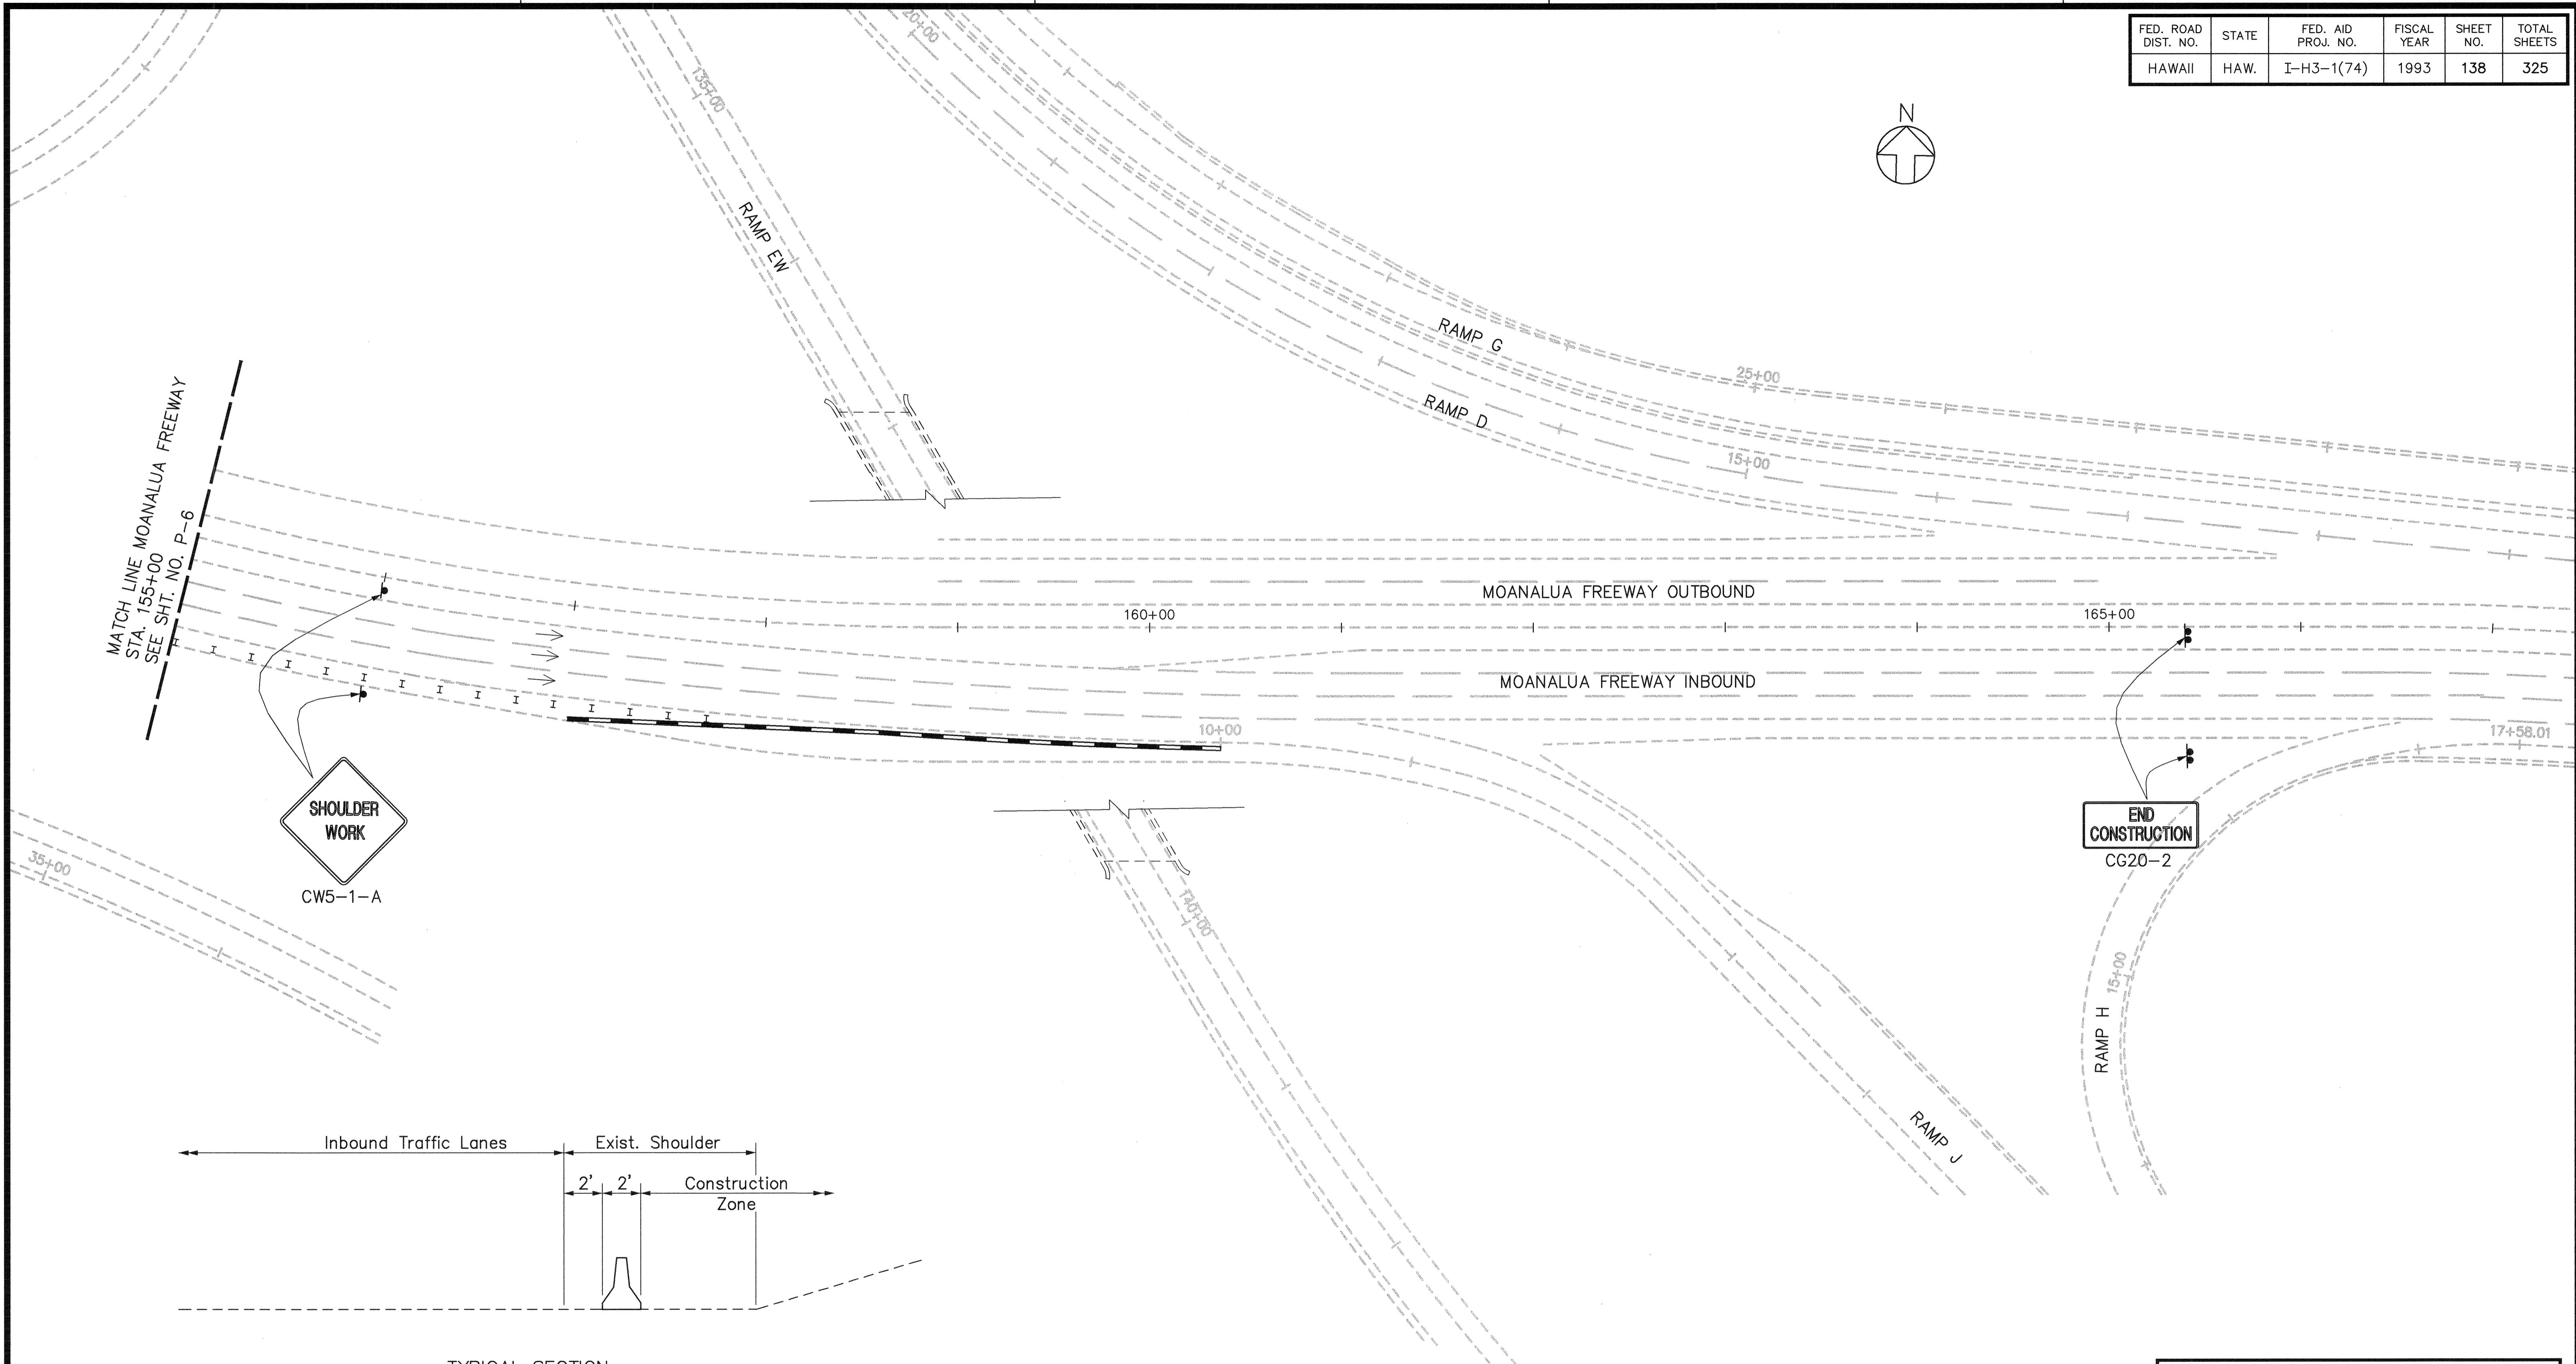 FED. ROAD DIST. NO.
STATE
FED. AID PROJ. NO.
FISCAL YEAR
SHEET NO.
TOTAL SHEETS
HAWAII
HAW.
I-H3-1(74)
1993
138
325
20+00
135+00
N
RAMP EW
RAMP G
25+00
RAMP D
15+00
MATCH LINE MOANALUA FREEWAY
STA. 155+00
SEE SHT. NO. P-6
MOANALUA FREEWAY OUTBOUND
160+00
165+00
MOANALUA FREEWAY INBOUND
10+00
17+58.01
SHOULDER
WORK
CW5-1-A
END
CONSTRUCTION
CG20-2
35+00
140+00
15+00
RAMP H
RAMP J
Inbound Traffic Lanes
Exist. Shoulder
2'
2'
Construction
Zone
TYPICAL SECTION